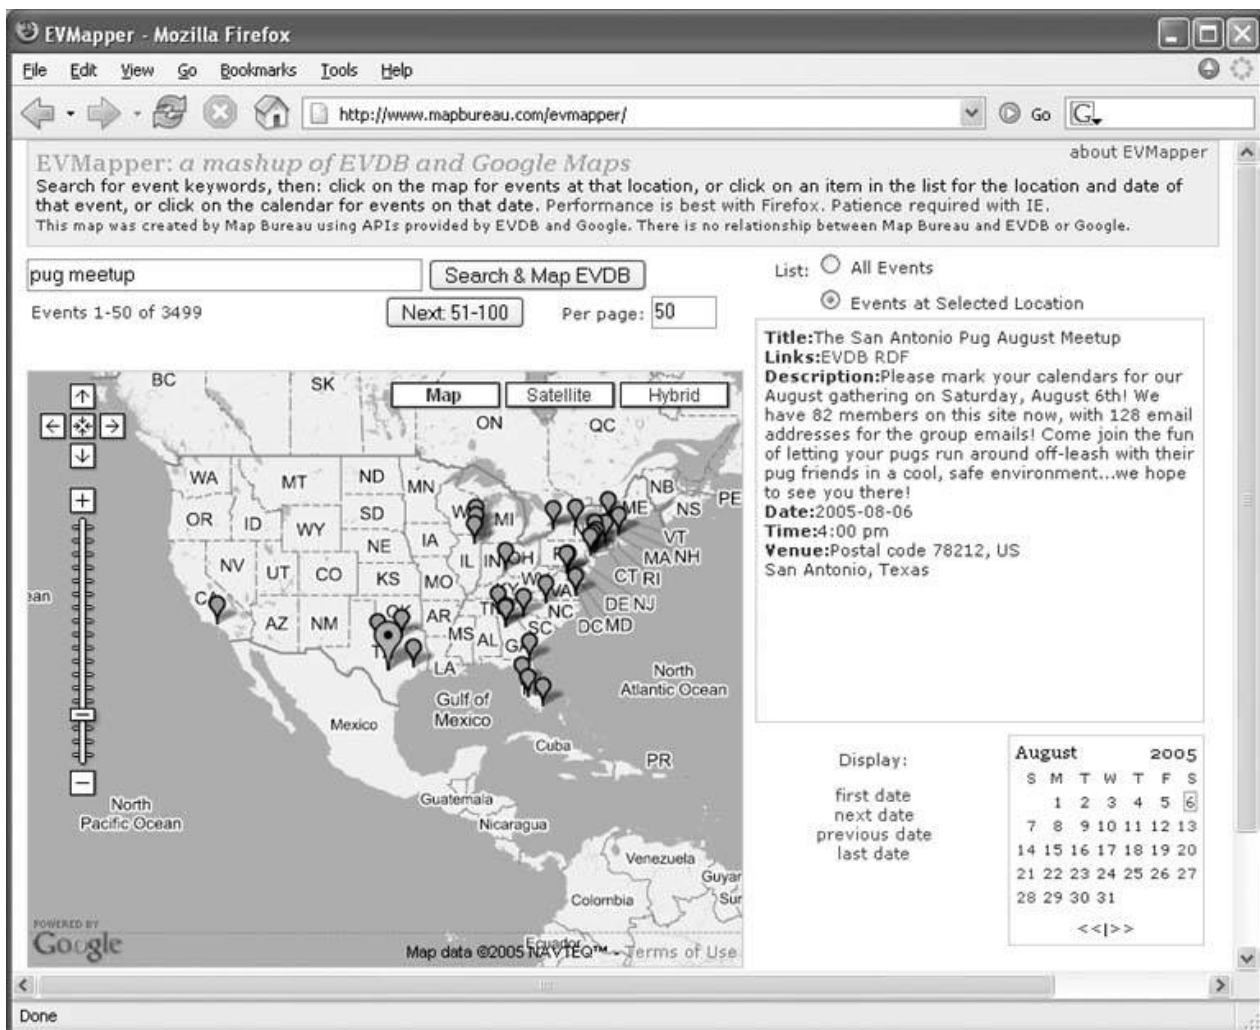 EVMapper - Mozilla Firefox
File Edit View Go Bookmarks Tools Help
http://www.mapbureau.com/evmapper/
Go
G
about EVMapper
EVMapper: a mashup of EVDB and Google Maps
Search for event keywords, then: click on the map for events at that location, or click on an item in the list for the location and date of
that event, or click on the calendar for events on that date. Performance is best with Firefox. Patience required with IE.
This map was created by Map Bureau using APIs provided by EVDB and Google. There is no relationship between Map Bureau and EVDB or Google.
pug meetup
Search & Map EVDB
List: All Events
Events at Selected Location
Events 1-50 of 3499
Next: 51-100
Per page: 50
Title:The San Antonio Pug August Meetup
Links:EVDB RDF
Description:Please mark your calendars for our
August gathering on Saturday, August 6th! We
have 82 members on this site now, with 128 email
addresses for the group emails! Come join the fun
of letting your pugs run around off-leash with their
pug friends in a cool, safe environment...we hope
to see you there!
Date:2005-08-06
Time:4:00 pm
Venue:Postal code 78212, US
San Antonio, Texas
Map Satellite Hybrid
BC SK ON QC
WA MT ND MN NB PE
OR ID WY SD MI ME NS
NV UT CO NE IA IL IN OH VT
KS MO MA NH
CT RI
CA AZ NM OK AR TN NC VA DE NJ
MS AL GA SC DC MD
LA
North
Atlantic Ocean
Gulf of
Mexico
Mexico
Cuba
PR
Guatemala
Nicaragua
North
Pacific Ocean
Venezuela
Colombia
Ecuador
POWERED BY
Google
Map data ©2005 NAVTEQ™ - Terms of Use
Display:
first date
next date
previous date
last date
August 2005
S M T W T F S
1 2 3 4 5 6
7 8 9 10 11 12 13
14 15 16 17 18 19 20
21 22 23 24 25 26 27
28 29 30 31
<<|>>
Done